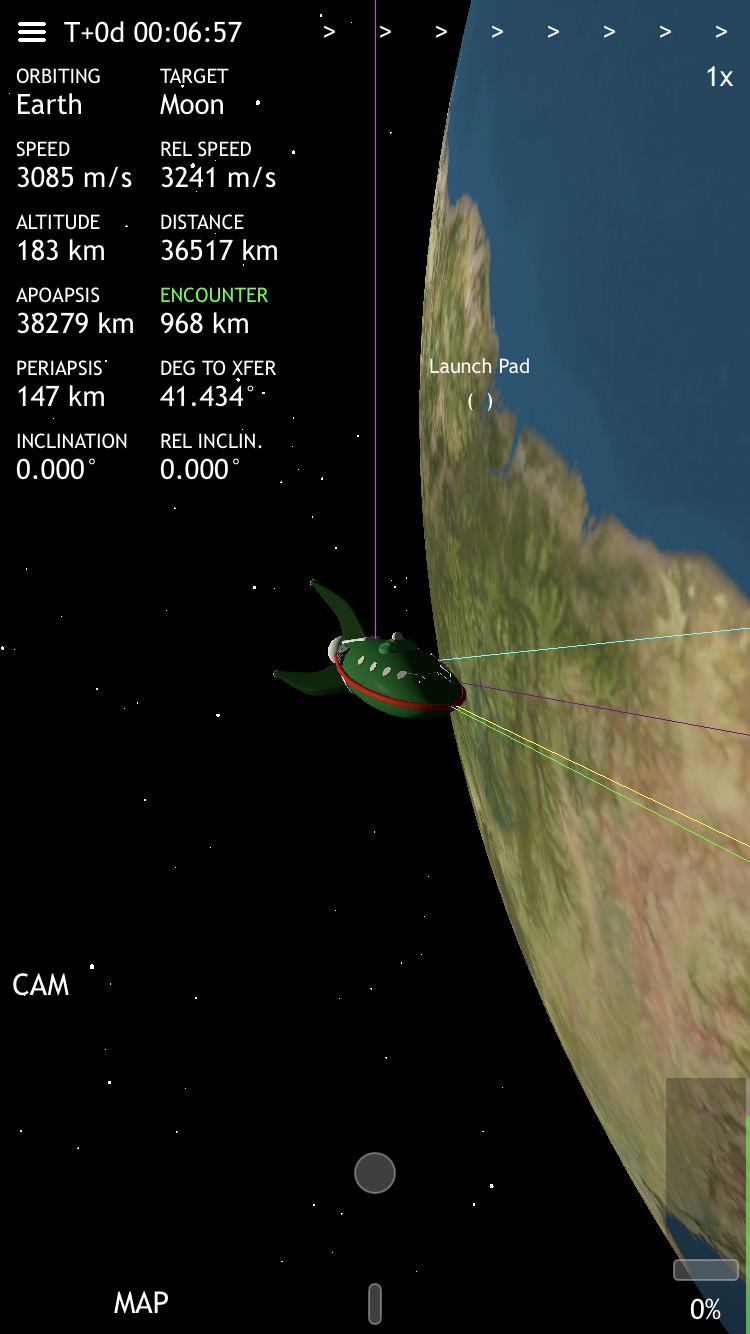 T+0d 00:06:57 > > > > > > > >
1x
ORBITING TARGET
Earth Moon
SPEED REL SPEED
3085 m/s 3241 m/s
ALTITUDE DISTANCE
183 km 36517 km
APOAPSIS ENCOUNTER
38279 km 968 km
PERIAPSIS DEG TO XFER
147 km 41.434°
INCLINATION REL INCLIN.
0.000° 0.000°
Launch Pad
( )
CAM
MAP
0%